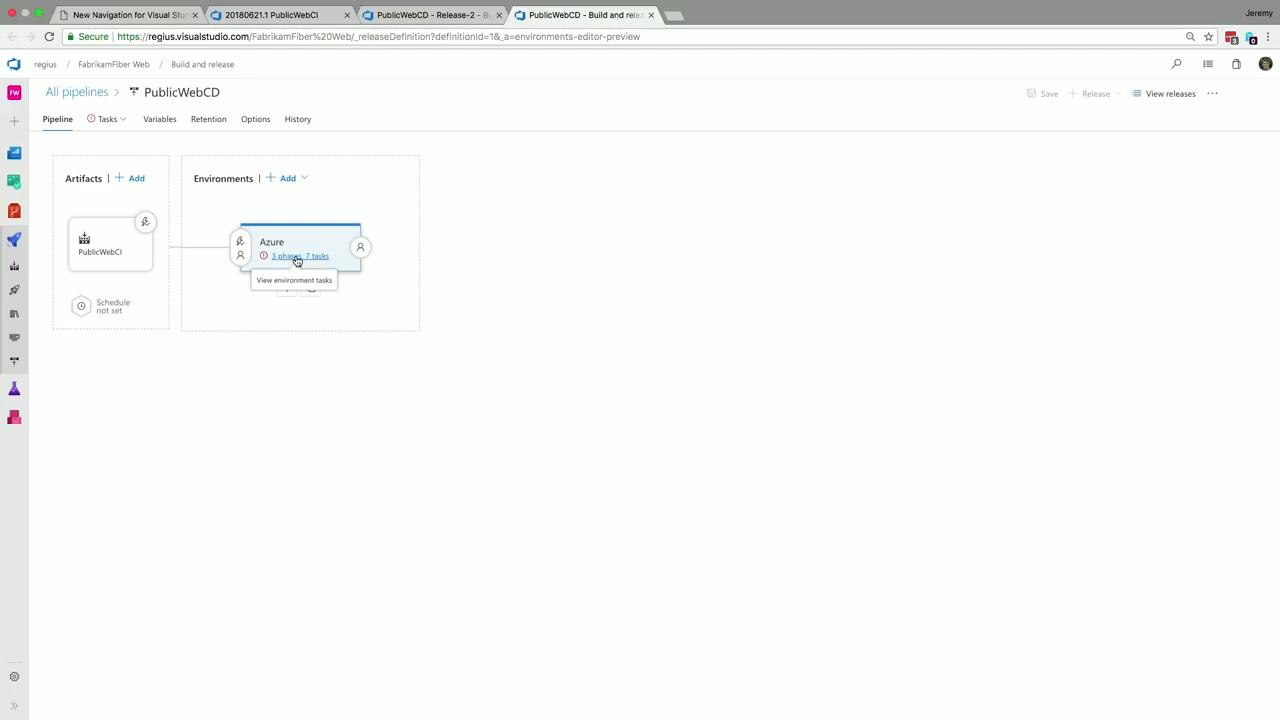 New Navigation for Visual Stu
20180621.1 PublicWebCI
PublicWebCD - Release-2 - B
PublicWebCD - Build and relea
Jeremy
Secure
https://regius.visualstudio.com/FabrikamFiber%20Web/_releaseDefinition?definitionId=1&_a=environments-editor-preview
3
0
regius / FabrikamFiber Web / Build and release
FW
All pipelines > PublicWebCD
Save
+ Release
View releases
...
Pipeline
Tasks
Variables
Retention
Options
History
Artifacts | + Add
Environments | + Add
PublicWebCI
Azure
3 phases, 7 tasks
View environment tasks
Schedule
not set